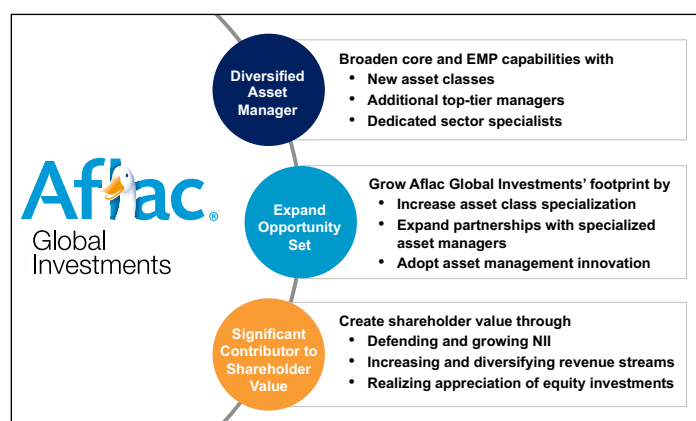 Aflac®
Global
Investments
Diversified
Asset
Manager
Broaden core and EMP capabilities with
• New asset classes
• Additional top-tier managers
• Dedicated sector specialists
Expand
Opportunity
Set
Grow Aflac Global Investments’ footprint by
• Increase asset class specialization
• Expand partnerships with specialized
asset managers
• Adopt asset management innovation
Significant
Contributor to
Shareholder
Value
Create shareholder value through
• Defending and growing NII
• Increasing and diversifying revenue streams
• Realizing appreciation of equity investments